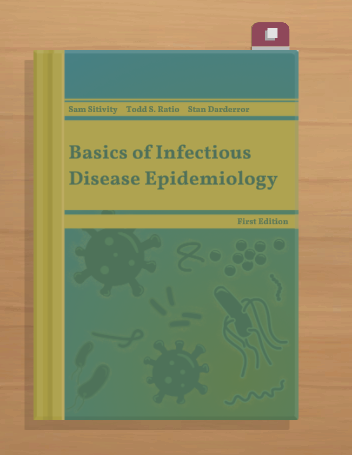 Sam Sitivity Todd S. Ratio Stan Darderror
Basics of Infectious
Disease Epidemiology
First Edition